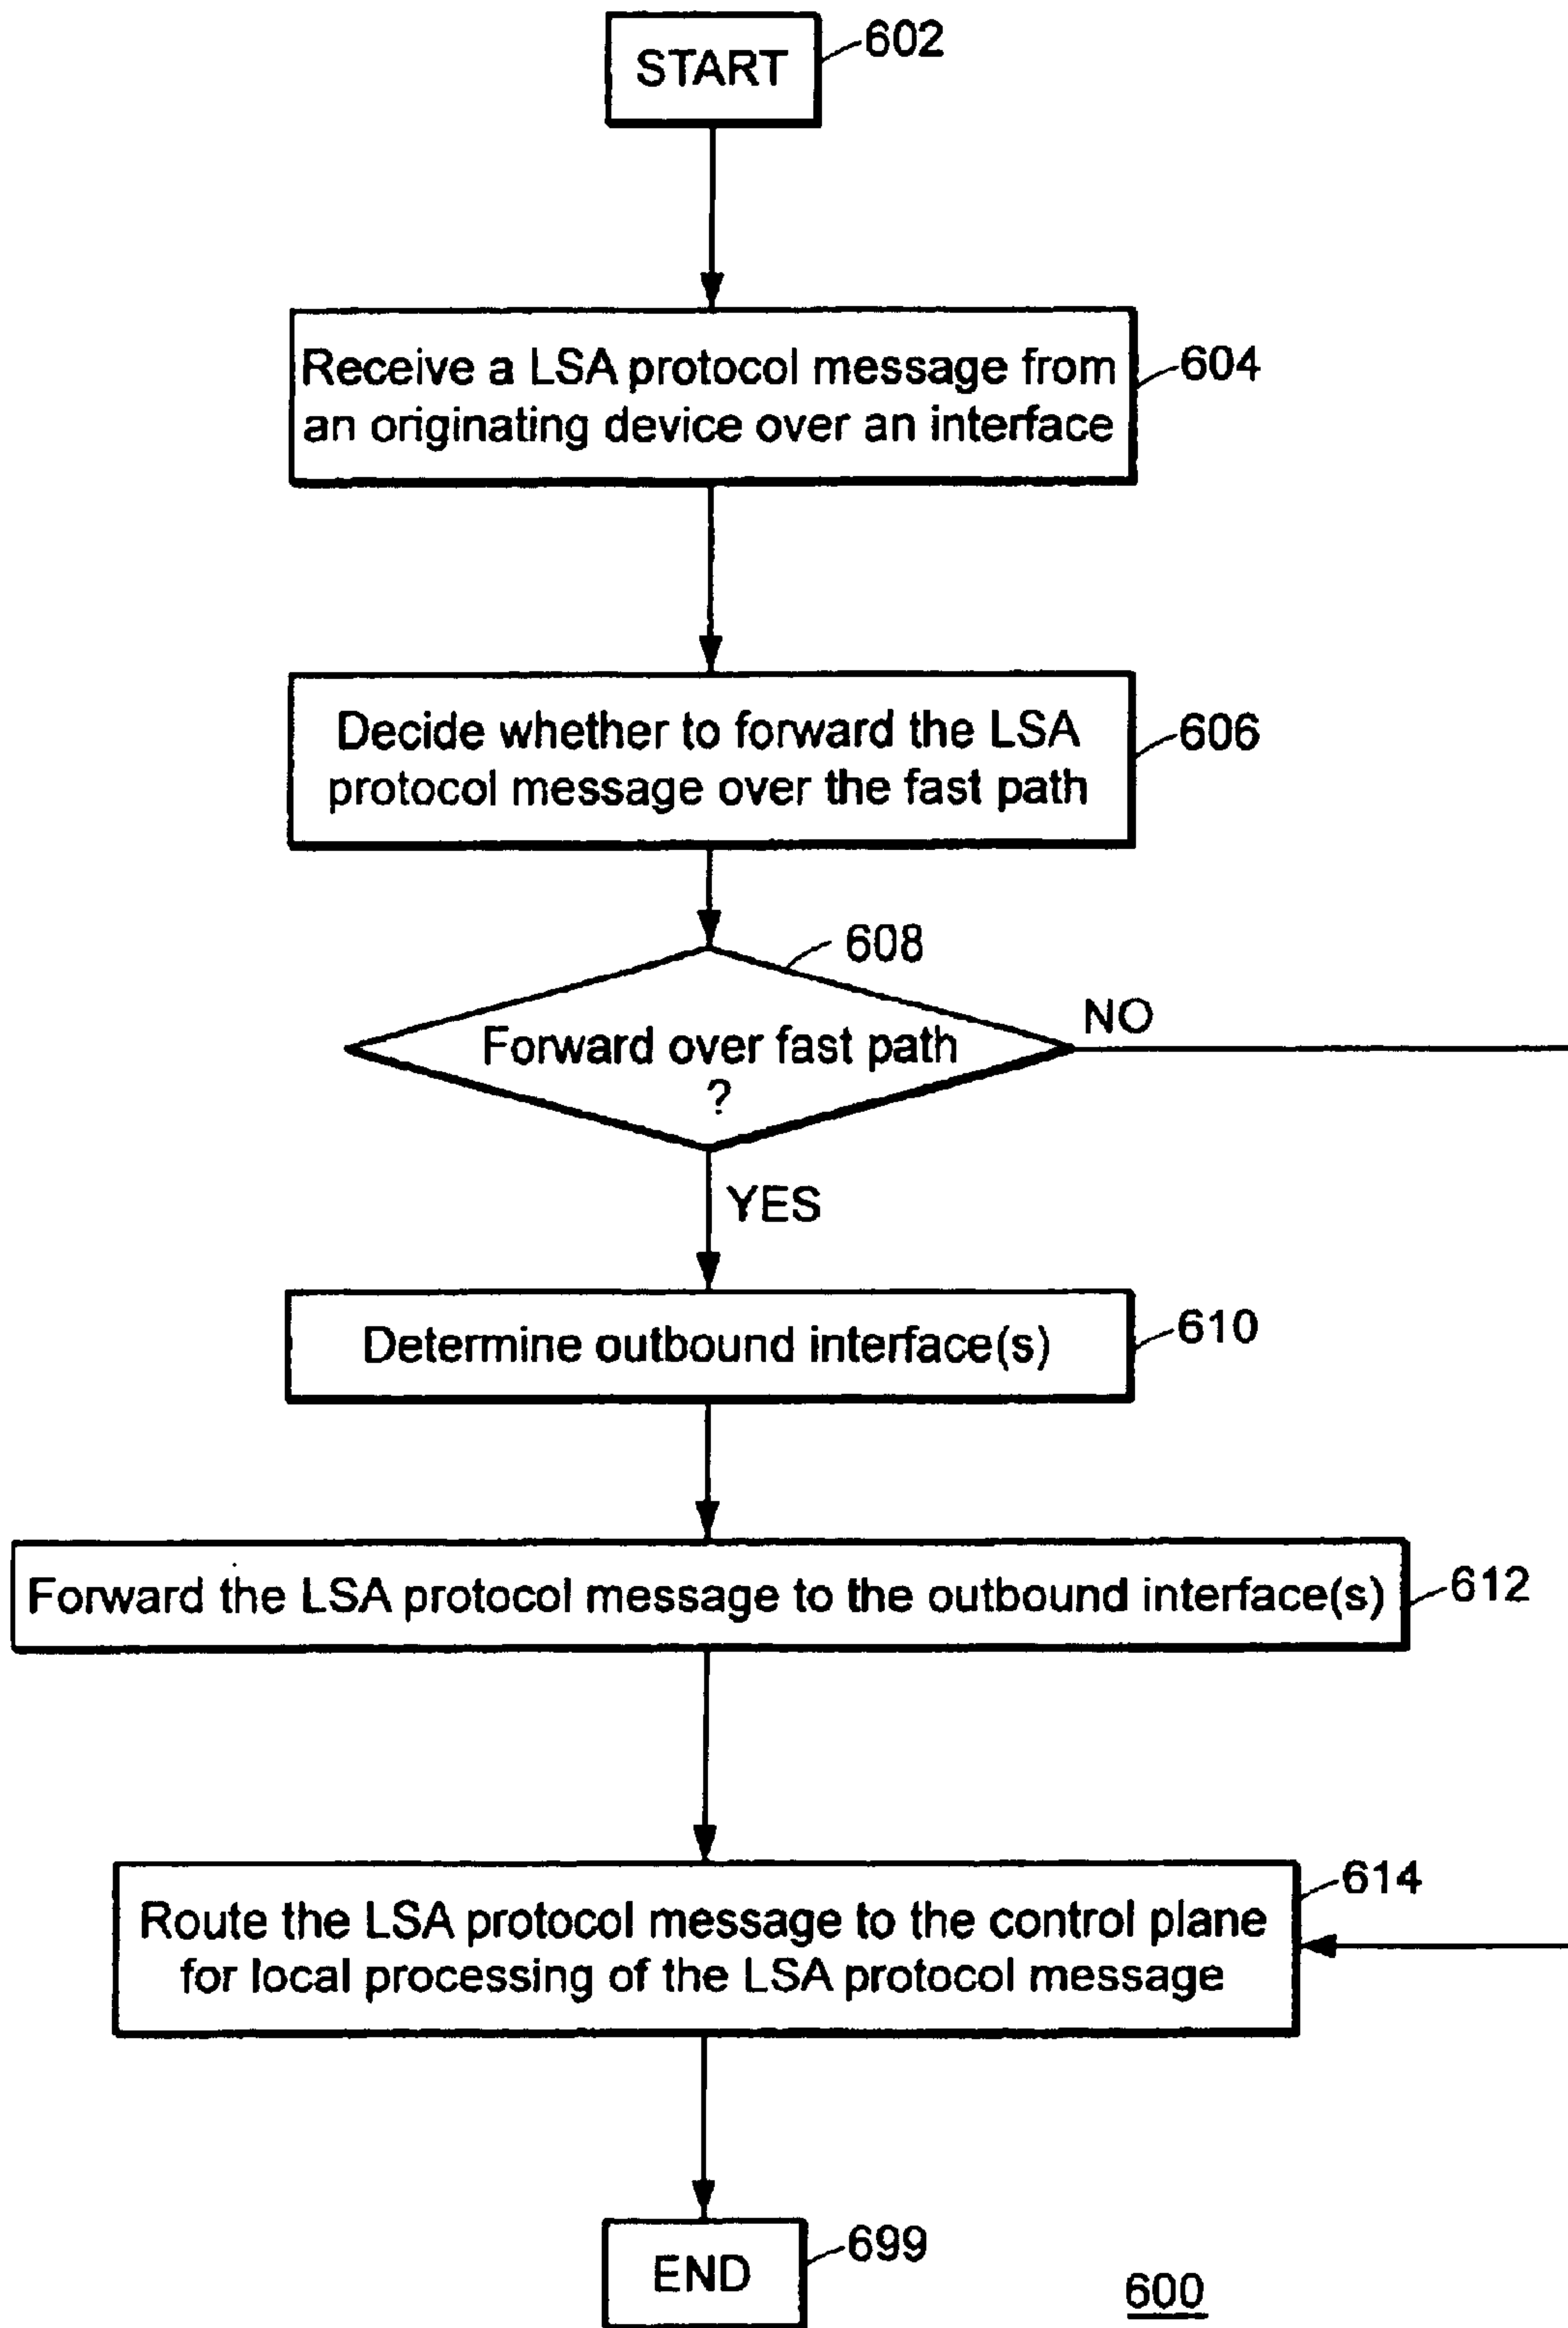 START
602
Receive a LSA protocol message from
an originating device over an interface
604
Decide whether to forward the LSA
protocol message over the fast path
606
608
Forward over fast path
?
NO
YES
Determine outbound interface(s)
610
Forward the LSA protocol message to the outbound interface(s)
612
Route the LSA protocol message to the control plane
for local processing of the LSA protocol message
614
END
699
600